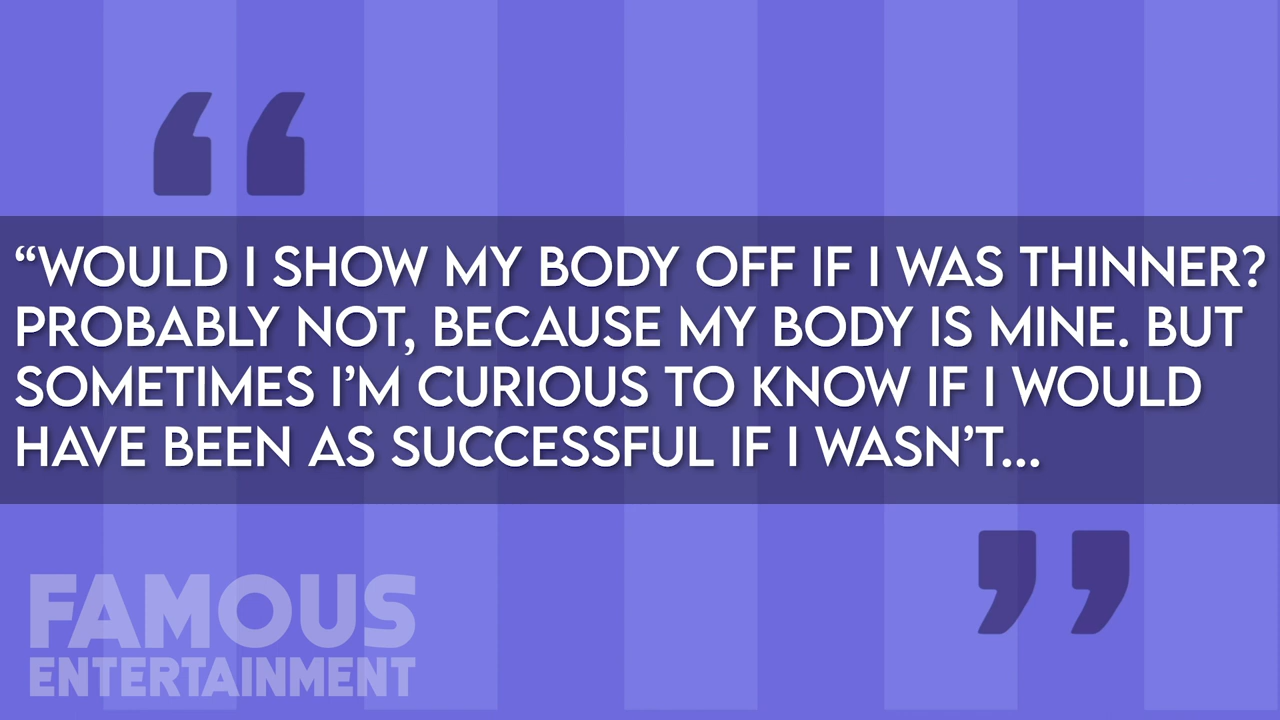 “WOULD I SHOW MY BODY OFF IF I WAS THINNER?
PROBABLY NOT, BECAUSE MY BODY IS MINE. BUT
SOMETIMES I’M CURIOUS TO KNOW IF I WOULD
HAVE BEEN AS SUCCESSFUL IF I WASN’T...
FAMOUS
ENTERTAINMENT